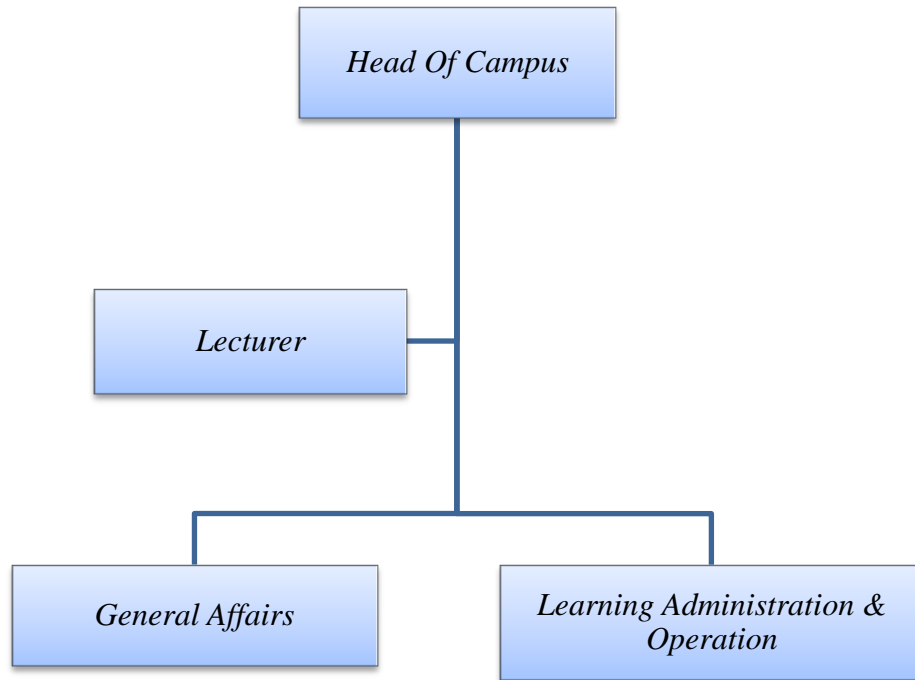 Head Of Campus
Lecturer
General Affairs
Learning Administration &
Operation